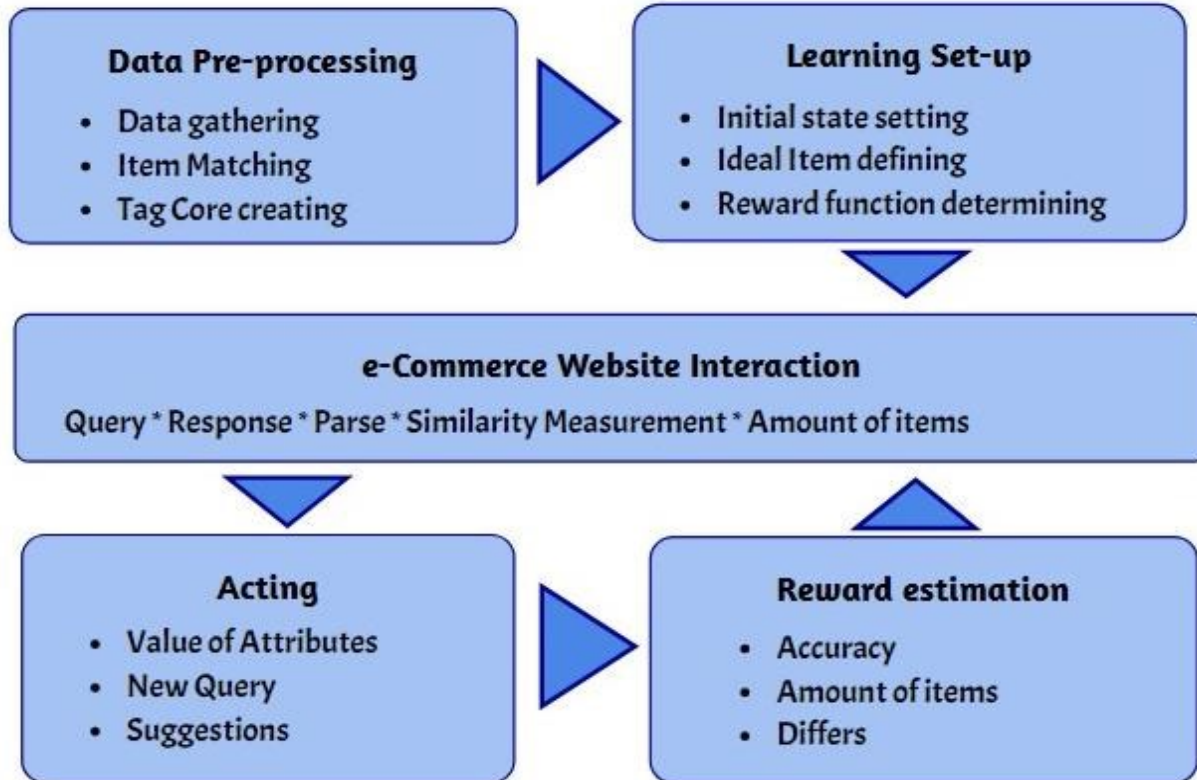 Data Pre-processing
• Data gathering
• Item Matching
• Tag Core creating
Learning Set-up
• Initial state setting
• Ideal Item defining
• Reward function determining
e-Commerce Website Interaction
Query * Response * Parse * Similarity Measurement * Amount of items
Acting
• Value of Attributes
• New Query
• Suggestions
Reward estimation
• Accuracy
• Amount of items
• Differs